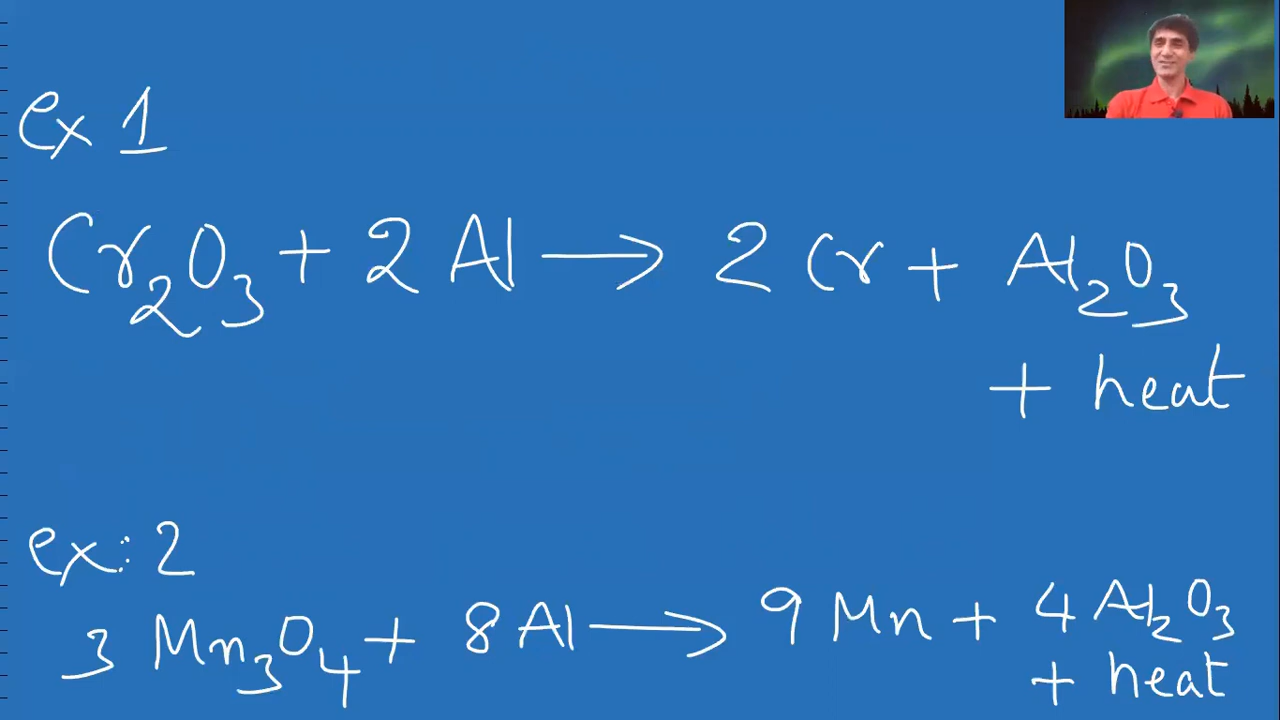 ex 1
Cr₂O₃ + 2 Al ⟶ 2 Cr + Al₂O₃
+ heat
ex: 2
3 Mn₃O₄ + 8 Al ⟶ 9 Mn + 4 Al₂O₃
+ heat